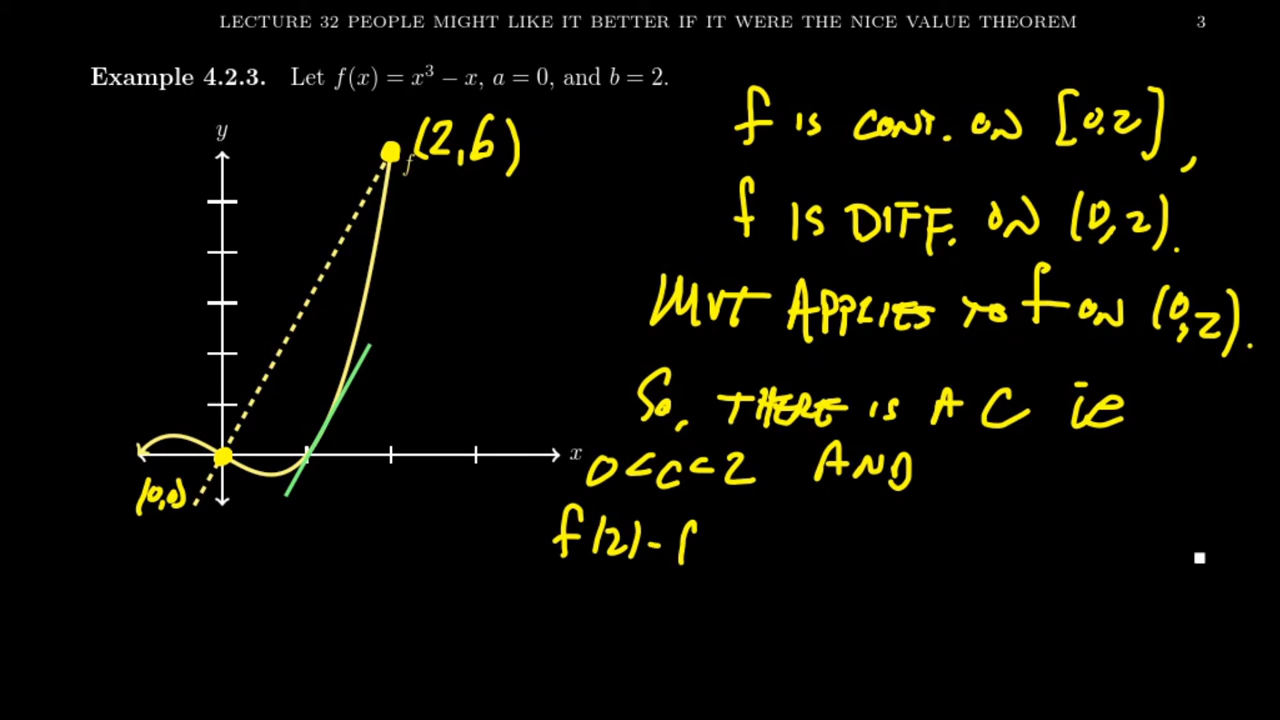 LECTURE 32 PEOPLE MIGHT LIKE IT BETTER IF IT WERE THE NICE VALUE THEOREM 3
Example 4.2.3. Let f(x) = x³ − x, a = 0, and b = 2.
y
(2,6)
f
x
(0,0)
f IS CONT. ON [0,2],
f IS DIFF. ON (0,2).
MVT APPLIES TO f ON (0,2).
SO, THERE IS A C ie
0<c<2 AND
f(2)-f